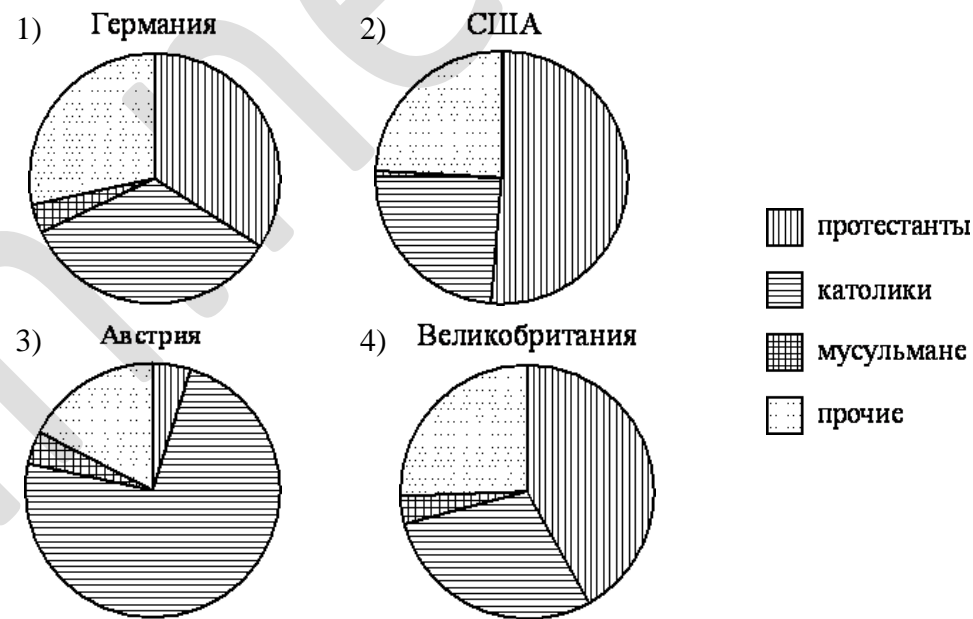 1) Германия
2) США
3) Австрия
4) Великобритания
протестанты
католики
мусульмане
прочие